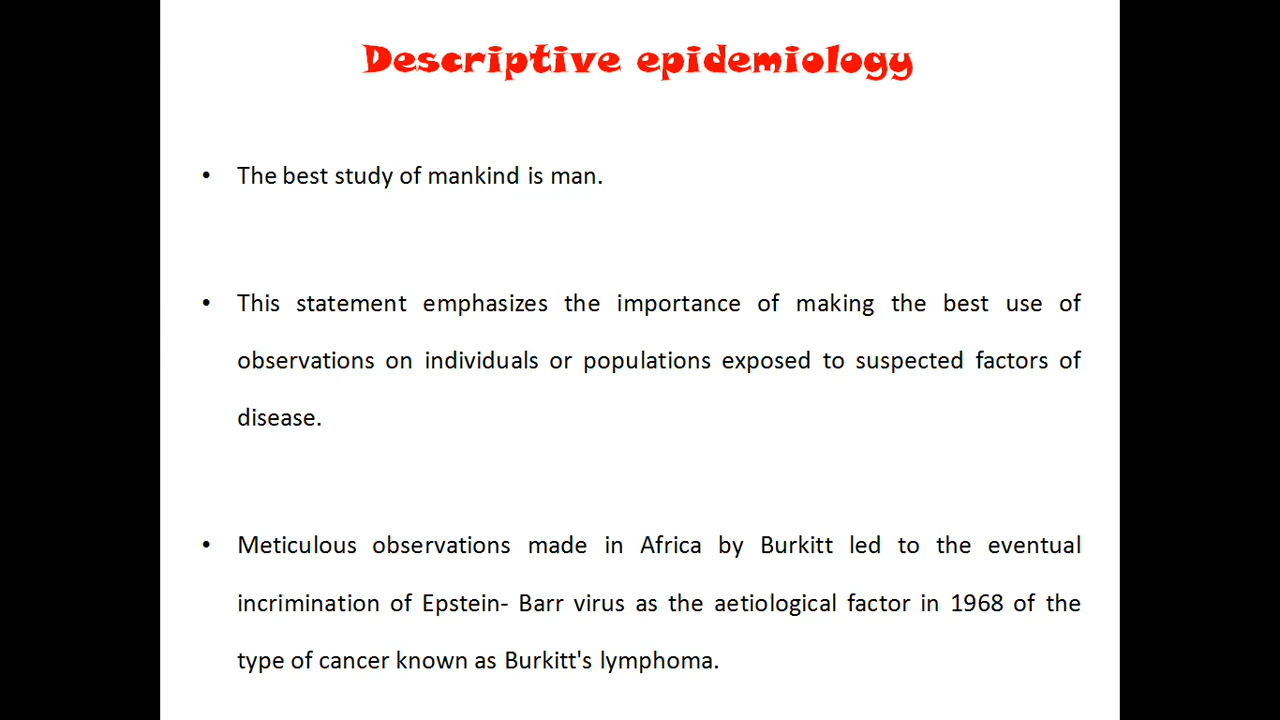 Descriptive epidemiology
• The best study of mankind is man.
• This statement emphasizes the importance of making the best use of
observations on individuals or populations exposed to suspected factors of
disease.
• Meticulous observations made in Africa by Burkitt led to the eventual
incrimination of Epstein- Barr virus as the aetiological factor in 1968 of the
type of cancer known as Burkitt's lymphoma.